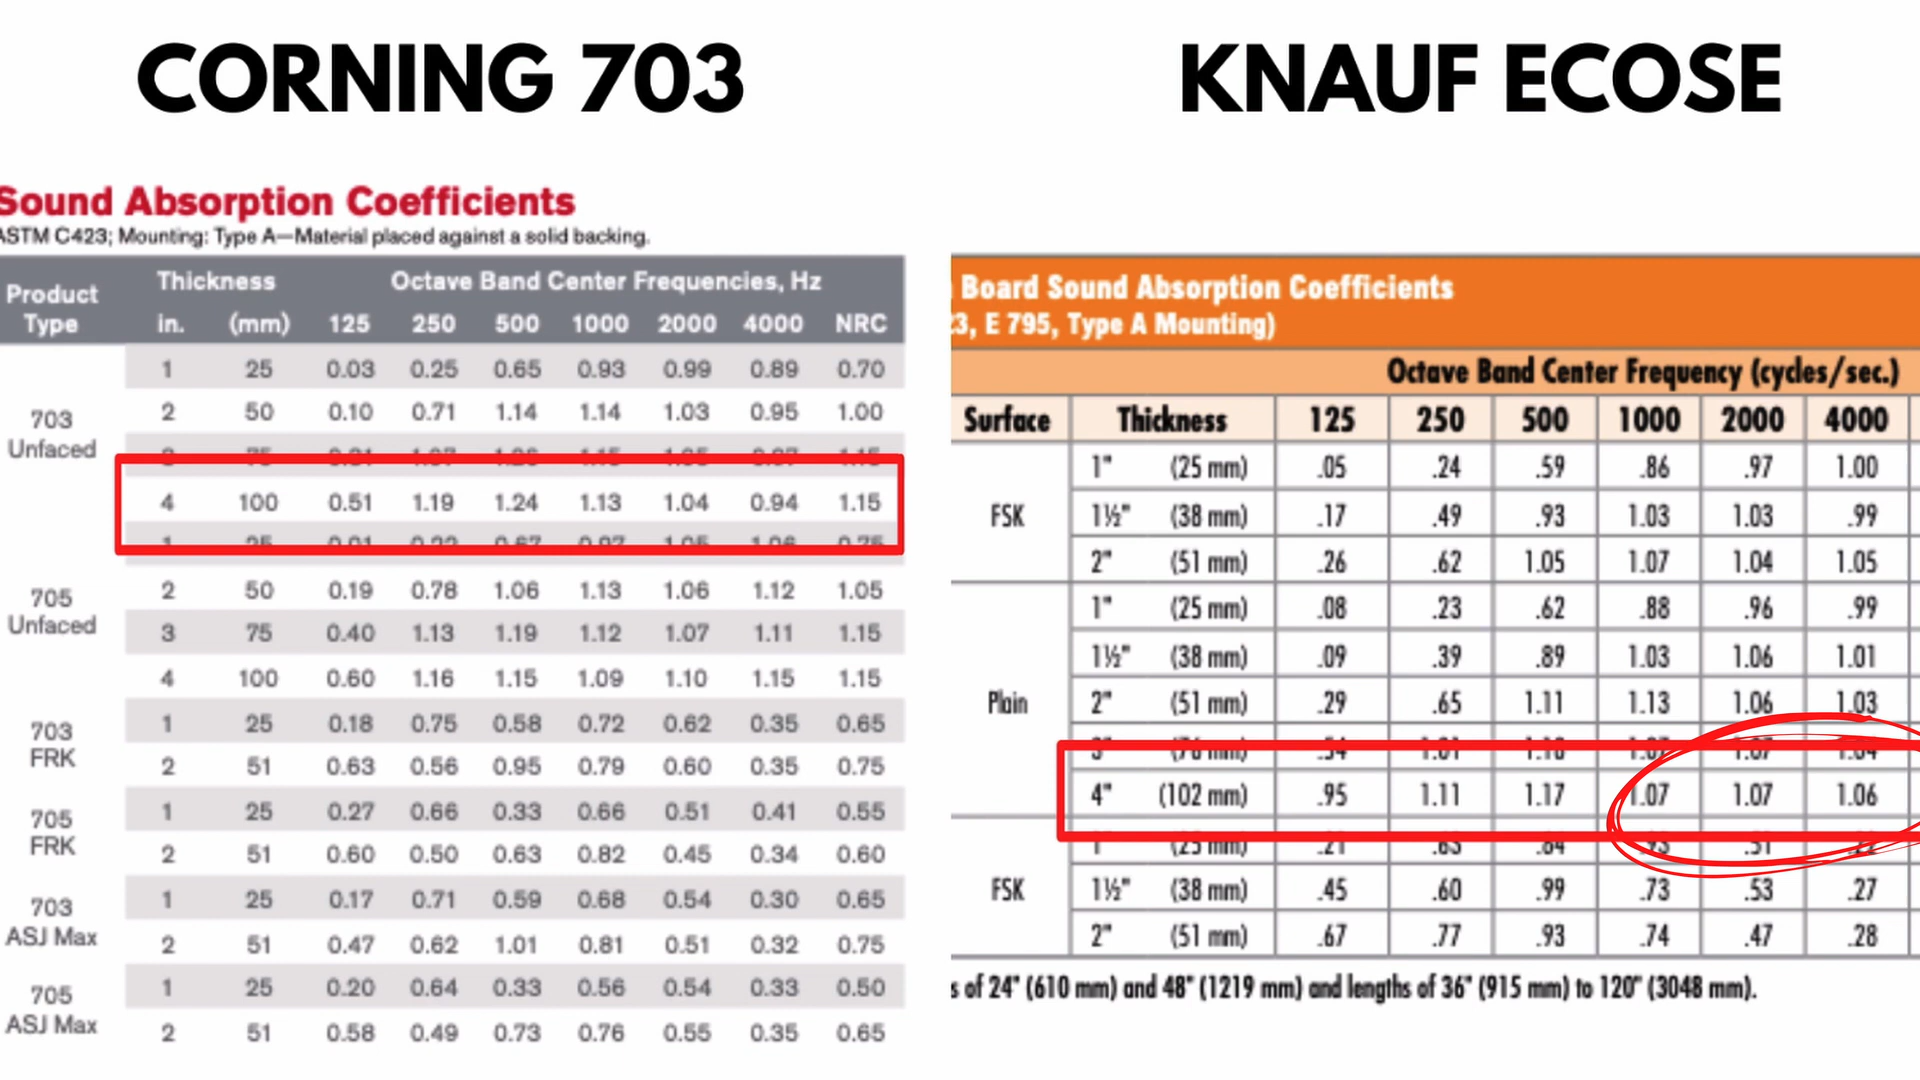 CORNING 703
Sound Absorption Coefficients
ASTM C423; Mounting: Type A—Material placed against a solid backing.
Product Type Thickness Octave Band Center Frequencies, Hz
in. (mm) 125 250 500 1000 2000 4000 NRC
703 Unfaced
1 25 0.03 0.25 0.65 0.93 0.99 0.89 0.70
2 50 0.10 0.71 1.14 1.14 1.03 0.95 1.00
4 100 0.51 1.19 1.24 1.13 1.04 0.94 1.15
705 Unfaced
2 50 0.19 0.78 1.06 1.13 1.06 1.12 1.05
3 75 0.40 1.13 1.19 1.12 1.07 1.11 1.15
4 100 0.60 1.16 1.15 1.09 1.10 1.15 1.15
703 FRK
1 25 0.18 0.75 0.58 0.72 0.62 0.35 0.65
2 51 0.63 0.56 0.95 0.79 0.60 0.35 0.75
705 FRK
1 25 0.27 0.66 0.33 0.66 0.51 0.41 0.55
2 51 0.60 0.50 0.63 0.82 0.45 0.34 0.60
703 ASJ Max
1 25 0.17 0.71 0.59 0.68 0.54 0.30 0.65
2 51 0.47 0.62 1.01 0.81 0.51 0.32 0.75
705 ASJ Max
1 25 0.20 0.64 0.33 0.56 0.54 0.33 0.50
2 51 0.58 0.49 0.73 0.76 0.55 0.35 0.65
KNAUF ECOSE
Board Sound Absorption Coefficients
3, E 795, Type A Mounting)
Octave Band Center Frequency (cycles/sec.)
Surface Thickness 125 250 500 1000 2000 4000
FSK
1" (25 mm) .05 .24 .59 .86 .97 1.00
1½" (38 mm) .17 .49 .93 1.03 1.03 .99
2" (51 mm) .26 .62 1.05 1.07 1.04 1.05
Plain
1" (25 mm) .08 .23 .62 .88 .96 .99
1½" (38 mm) .09 .39 .89 1.03 1.06 1.01
2" (51 mm) .29 .65 1.11 1.13 1.06 1.03
4" (102 mm) .95 1.11 1.17 1.07 1.07 1.06
FSK
1½" (38 mm) .45 .60 .99 .73 .53 .27
2" (51 mm) .67 .77 .93 .74 .47 .28
s of 24" (610 mm) and 48" (1219 mm) and lengths of 36" (915 mm) to 120" (3048 mm).